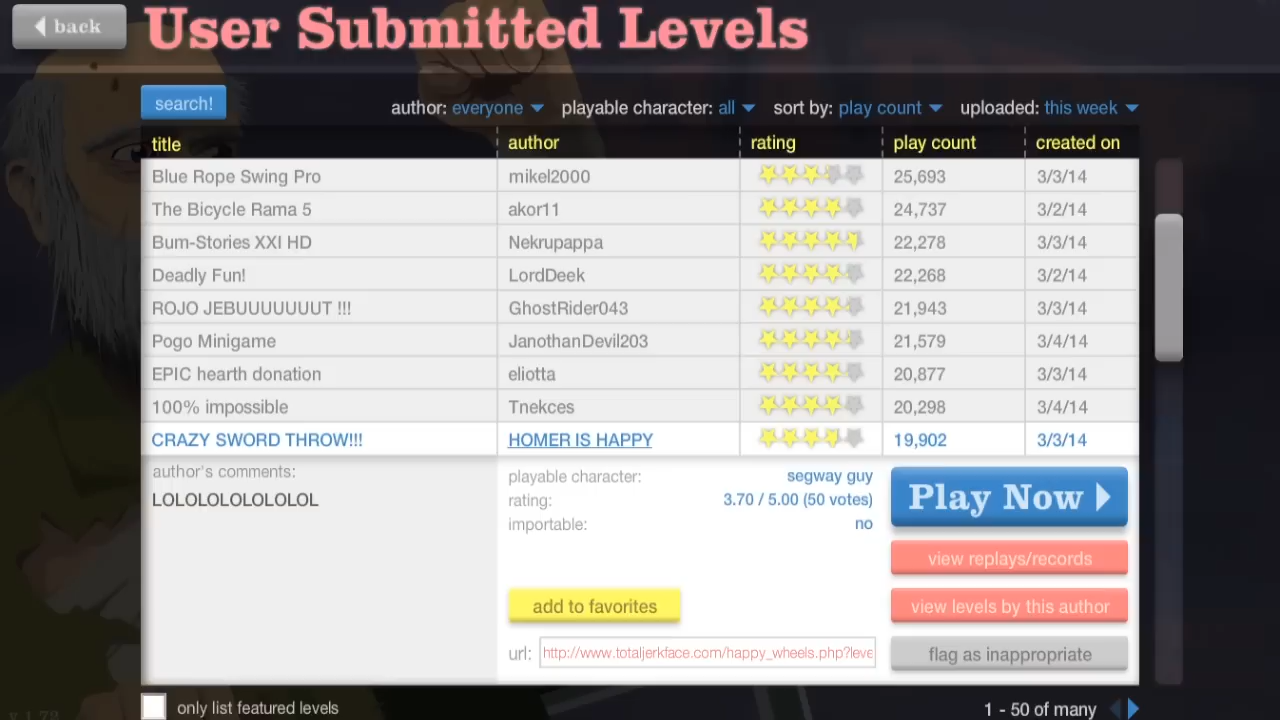 back
User Submitted Levels
search!
author: everyone playable character: all sort by: play count uploaded: this week
title author rating play count created on
Blue Rope Swing Pro mikel2000 25,693 3/3/14
The Bicycle Rama 5 akor11 24,737 3/2/14
Bum-Stories XXI HD Nekrupappa 22,278 3/3/14
Deadly Fun! LordDeek 22,268 3/2/14
ROJO JEBUUUUUUUT !!! GhostRider043 21,943 3/3/14
Pogo Minigame JanothanDevil203 21,579 3/4/14
EPIC hearth donation eliotta 20,877 3/3/14
100% impossible Tnekces 20,298 3/4/14
CRAZY SWORD THROW!!! HOMER IS HAPPY 19,902 3/3/14
author's comments:
LOLOLOLOLOLOLOL
playable character: segway guy
rating: 3.70 / 5.00 (50 votes)
importable: no
add to favorites
url: http://www.totaljerkface.com/happy_wheels.php?leve
Play Now
view replays/records
view levels by this author
flag as inappropriate
only list featured levels
1 - 50 of many
v 1.72